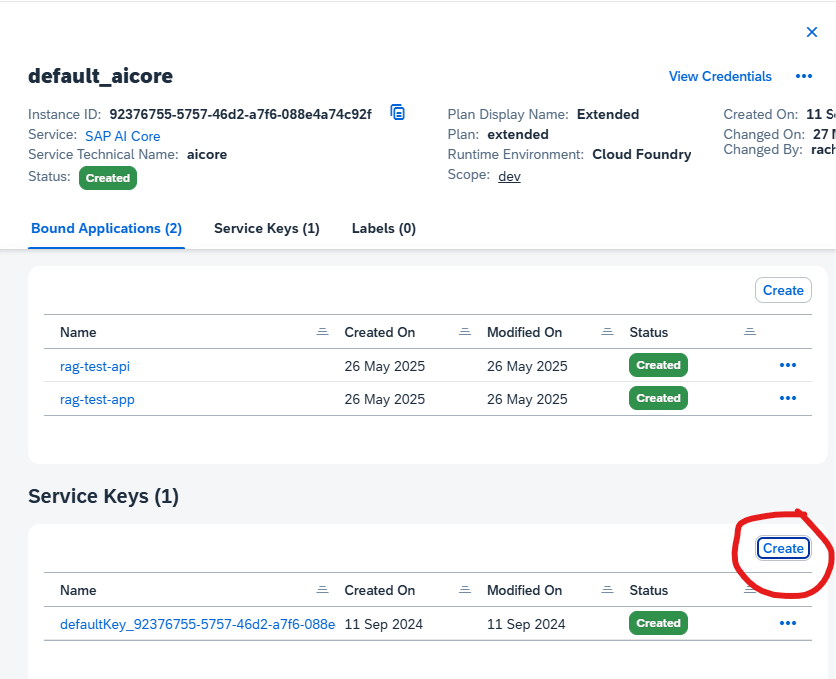 default_aicore
View Credentials
Instance ID: 92376755-5757-46d2-a7f6-088e4a74c92f
Service: SAP AI Core
Service Technical Name: aicore
Status: Created
Plan Display Name: Extended
Plan: extended
Runtime Environment: Cloud Foundry
Scope: dev
Created On: 11
Changed On: 27
Changed By:
Bound Applications (2) Service Keys (1) Labels (0)
Create
Name Created On Modified On Status
rag-test-api 26 May 2025 26 May 2025 Created
rag-test-app 26 May 2025 26 May 2025 Created
Service Keys (1)
Create
Name Created On Modified On Status
defaultKey_92376755-5757-46d2-a7f6-088e 11 Sep 2024 11 Sep 2024 Created